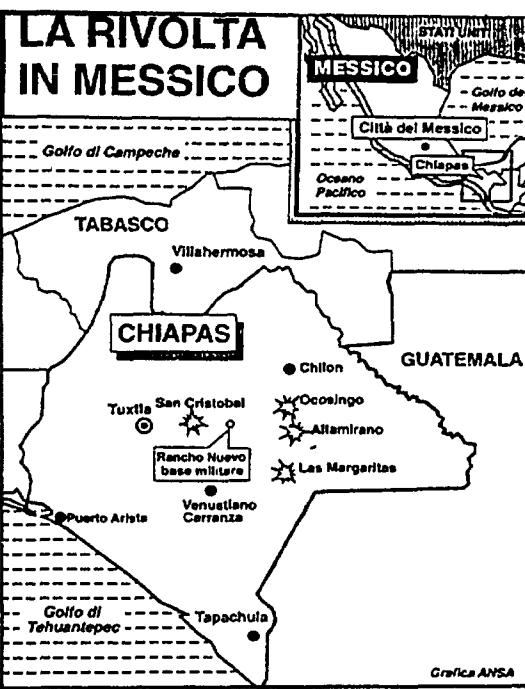 LA RIVOLTA
IN MESSICO
STATI UNITI
MESSICO
Golfo de
Messico
Città del Messico
Chiapas
Oceano
Pacifico
Golfo di Campeche
TABASCO
Villahermosa
CHIAPAS
GUATEMALA
Chilon
Tuxtla
San Cristobal
Ocosingo
Altamirano
Rancho Nuevo
base militare
Las Margaritas
Venustiano
Carranza
Puerto Arista
Golfo di
Tehuantepec
Tapachula
Grafica ANSA